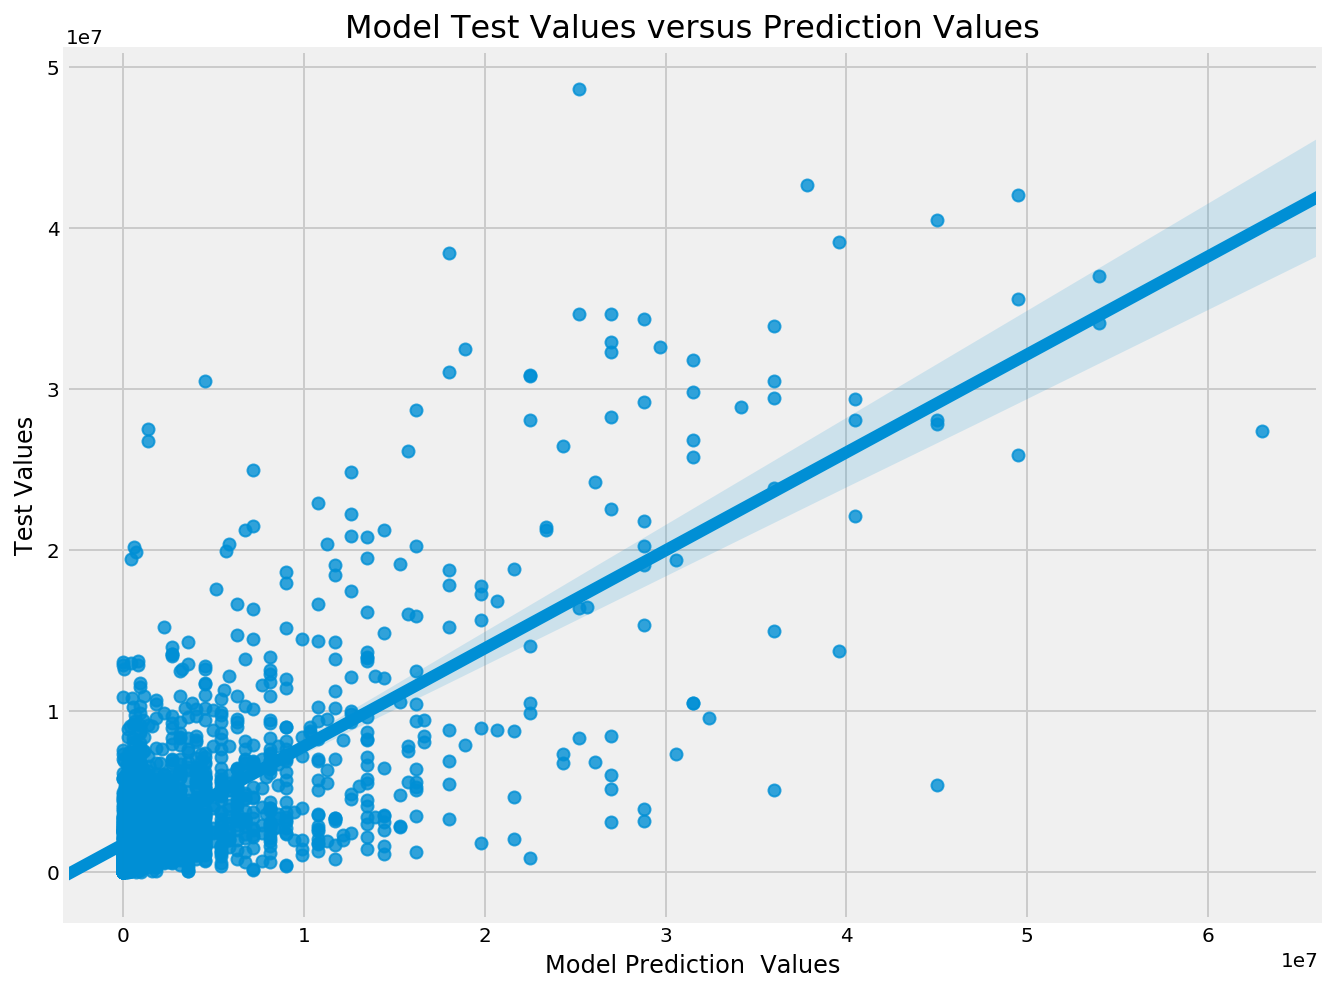 Model Test Values versus Prediction Values
1e7
5
4
3
2
1
0
Test Values
0 1 2 3 4 5 6
1e7
Model Prediction  Values